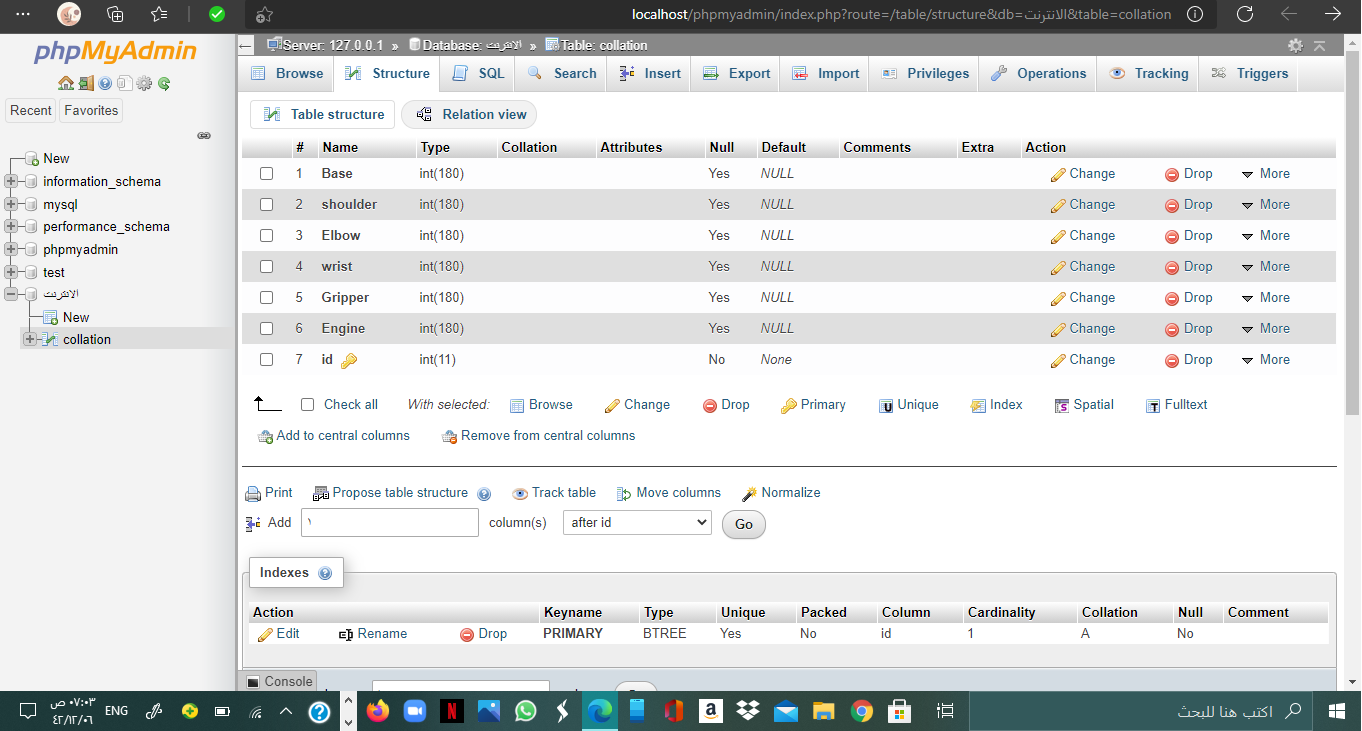 localhost/phpmyadmin/index.php?route=/table/structure&db=الانترنت&table=collation
phpMyAdmin
Recent Favorites
New
information_schema
mysql
performance_schema
phpmyadmin
test
الانترنت
New
collation
Server: 127.0.0.1 » Database: الانترنت » Table: collation
Browse Structure SQL Search Insert Export Import Privileges Operations Tracking Triggers
Table structure Relation view
# Name Type Collation Attributes Null Default Comments Extra Action
1 Base int(180) Yes NULL Change Drop More
2 shoulder int(180) Yes NULL Change Drop More
3 Elbow int(180) Yes NULL Change Drop More
4 wrist int(180) Yes NULL Change Drop More
5 Gripper int(180) Yes NULL Change Drop More
6 Engine int(180) Yes NULL Change Drop More
7 id int(11) No None Change Drop More
Check all With selected: Browse Change Drop Primary Unique Index Spatial Fulltext
Add to central columns Remove from central columns
Print Propose table structure Track table Move columns Normalize
Add ١ column(s) after id Go
Indexes
Action Keyname Type Unique Packed Column Cardinality Collation Null Comment
Edit Rename Drop PRIMARY BTREE Yes No id 1 A No
Console
٠٧:٠٣ ص
٤٢/١٢/٠٦
ENG
اكتب هنا للبحث